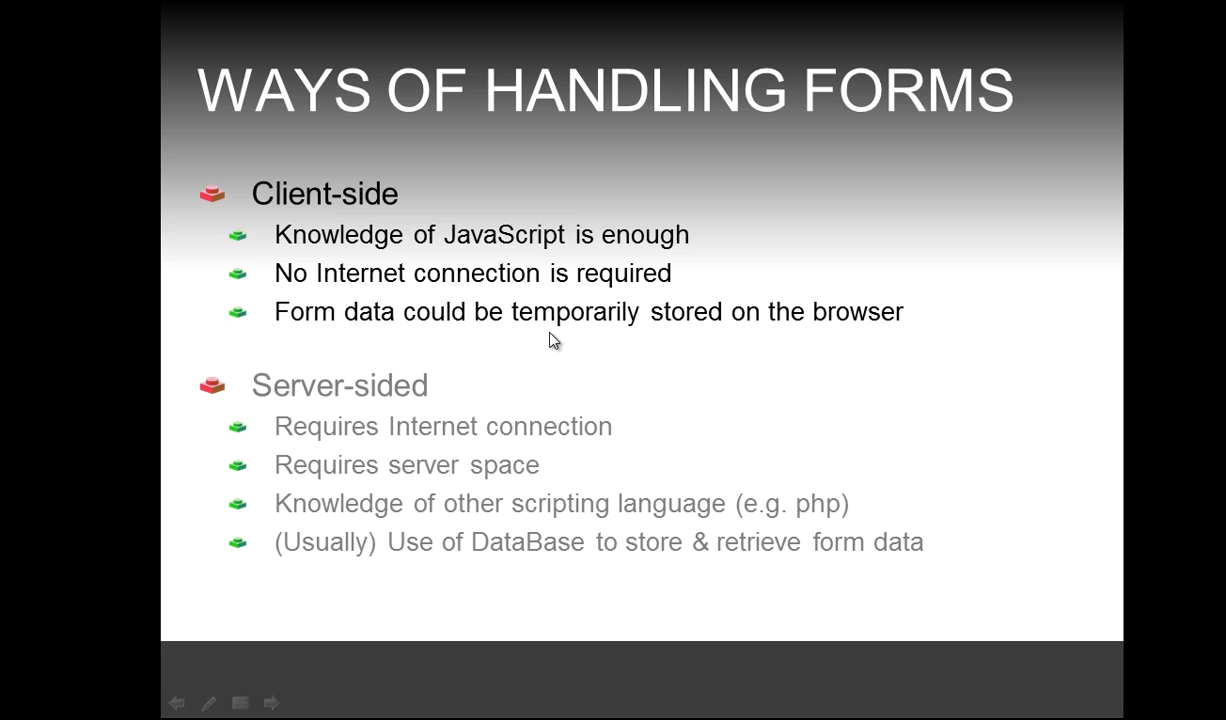 WAYS OF HANDLING FORMS
Client-side
Knowledge of JavaScript is enough
No Internet connection is required
Form data could be temporarily stored on the browser
Server-sided
Requires Internet connection
Requires server space
Knowledge of other scripting language (e.g. php)
(Usually) Use of DataBase to store & retrieve form data